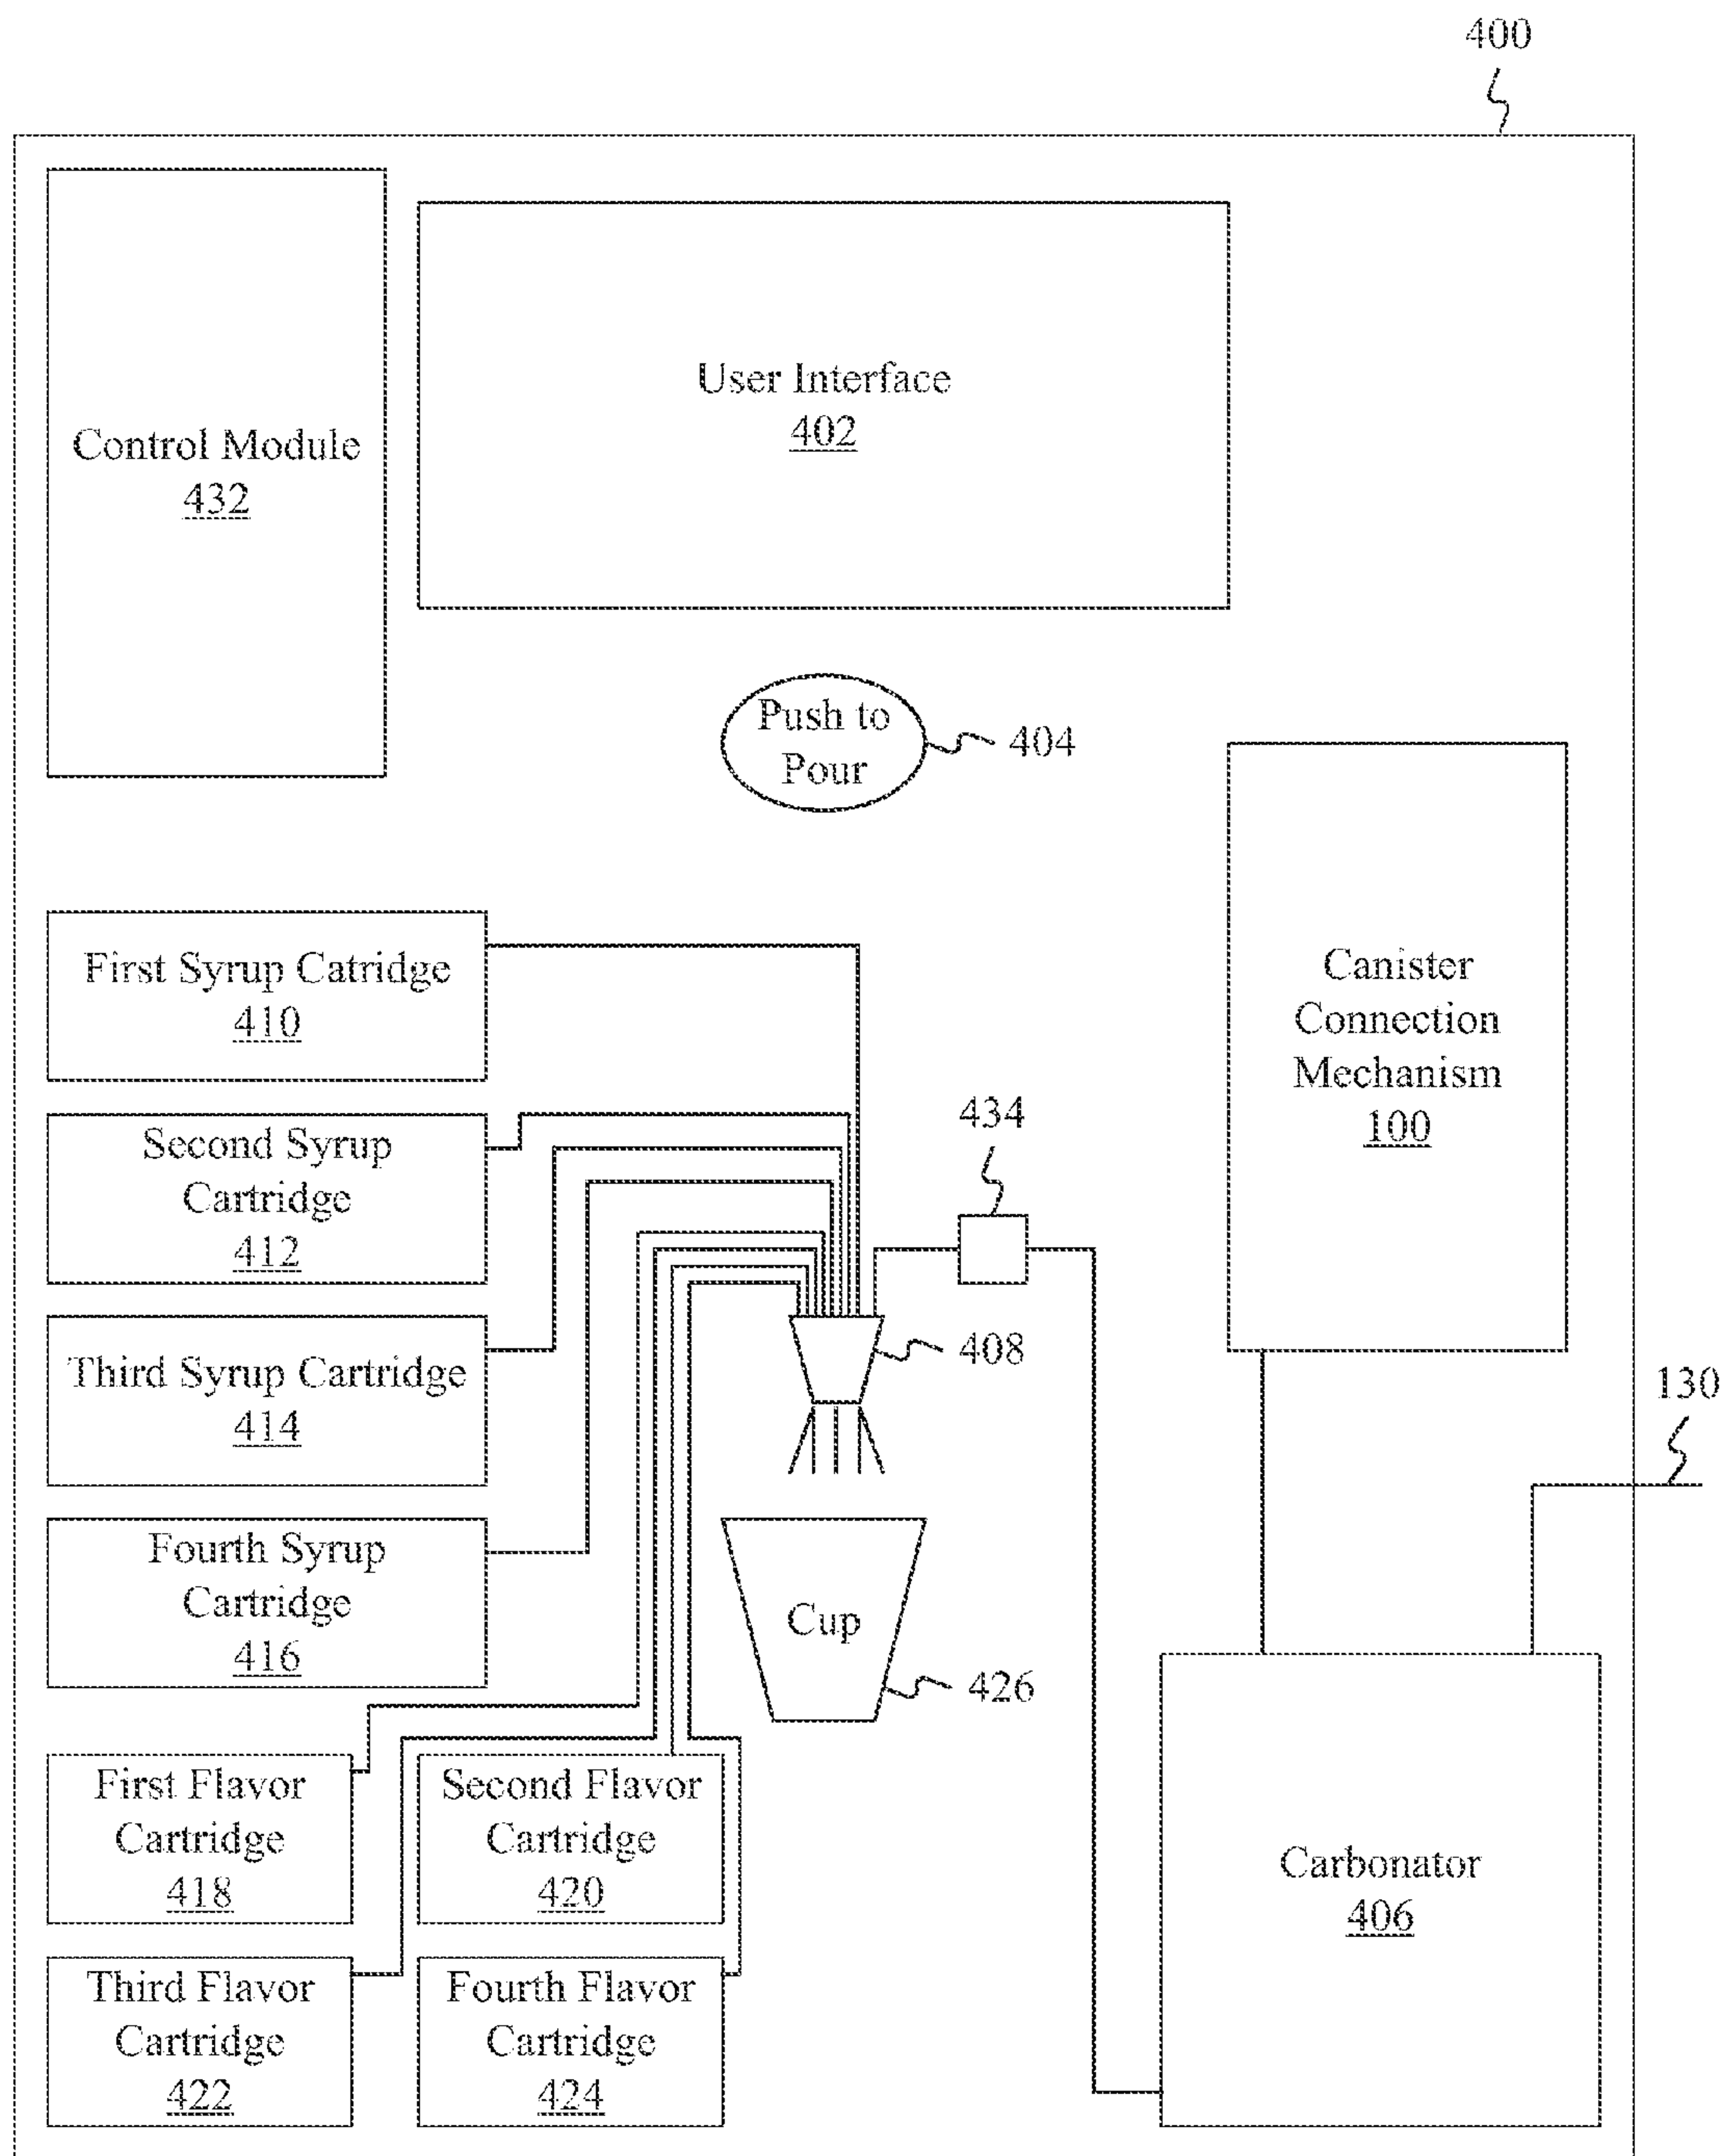 400
Control Module
432
User Interface
402
Push to
Pour
404
First Syrup Catridge
410
Second Syrup
Cartridge
412
Third Syrup Cartridge
414
Fourth Syrup
Cartridge
416
434
408
Canister
Connection
Mechanism
100
130
Cup
426
First Flavor
Cartridge
418
Second Flavor
Cartridge
420
Third Flavor
Cartridge
422
Fourth Flavor
Cartridge
424
Carbonator
406